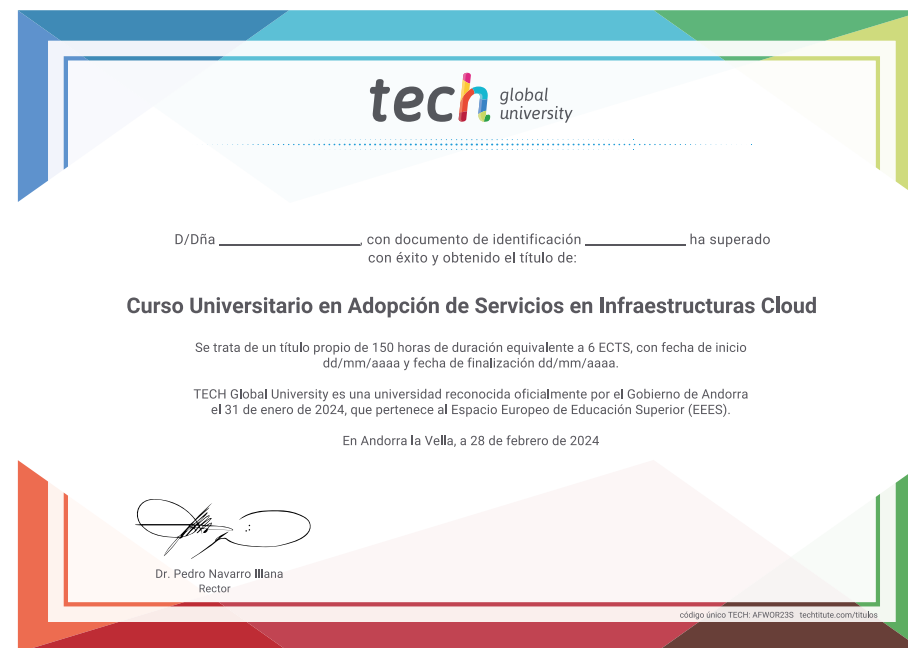 tech global university
D/Dña ______________, con documento de identificación __________ ha superado
con éxito y obtenido el título de:
Curso Universitario en Adopción de Servicios en Infraestructuras Cloud
Se trata de un título propio de 150 horas de duración equivalente a 6 ECTS, con fecha de inicio
dd/mm/aaaa y fecha de finalización dd/mm/aaaa.
TECH Global University es una universidad reconocida oficialmente por el Gobierno de Andorra
el 31 de enero de 2024, que pertenece al Espacio Europeo de Educación Superior (EEES).
En Andorra la Vella, a 28 de febrero de 2024
Dr. Pedro Navarro Illana
Rector
código único TECH: AFWOR23S techtitute.com/titulos